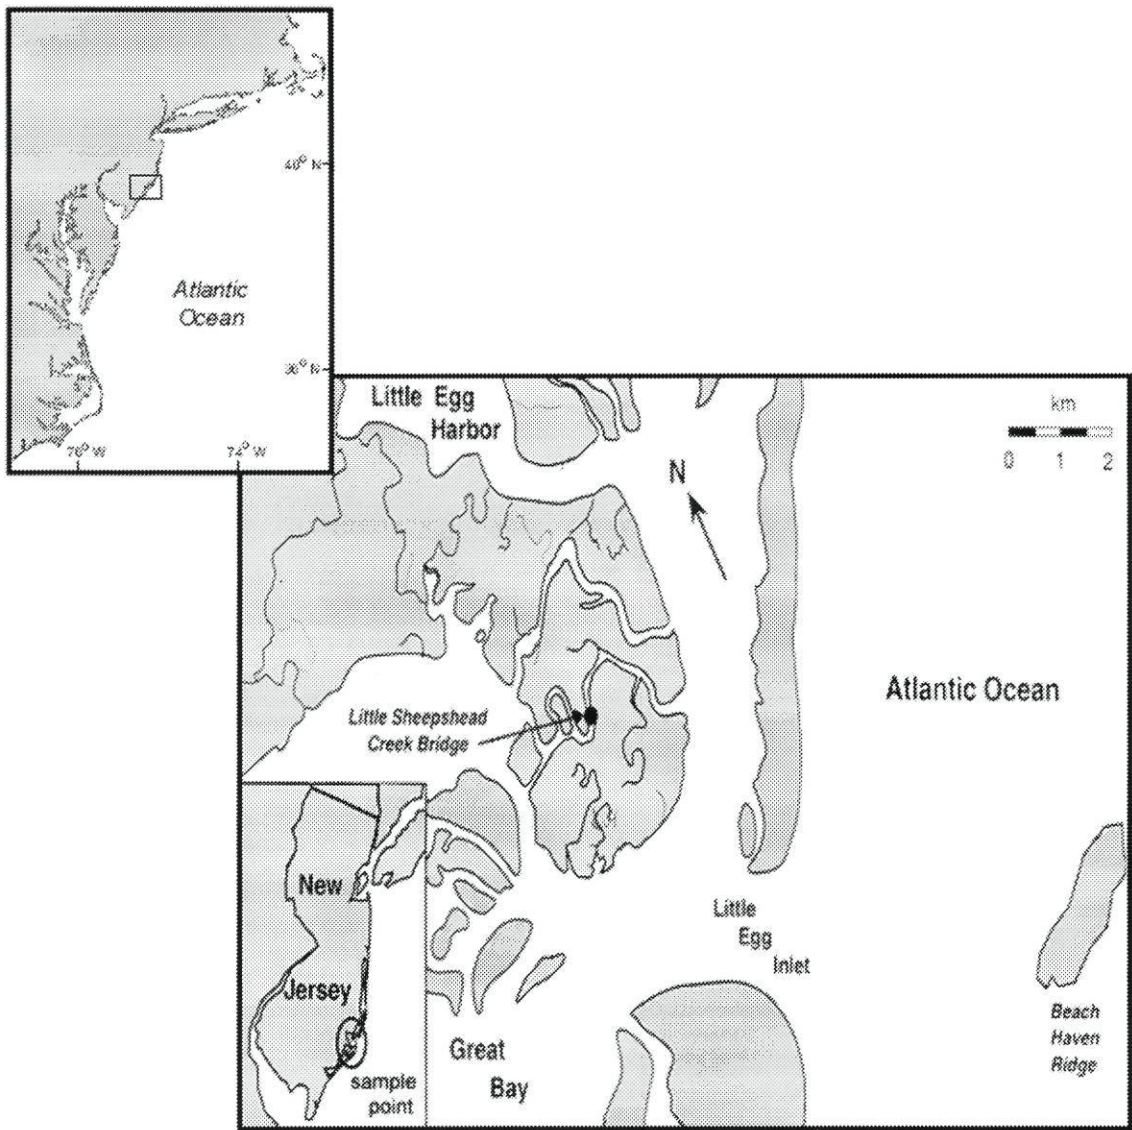 40° N
Atlantic
Ocean
76° W
74° W
Little Egg
Harbor
km
0 1 2
N
Atlantic Ocean
Little Sheepshead
Creek Bridge
New
Jersey
sample
point
Little
Egg
Inlet
Great
Bay
Beach
Haven
Ridge